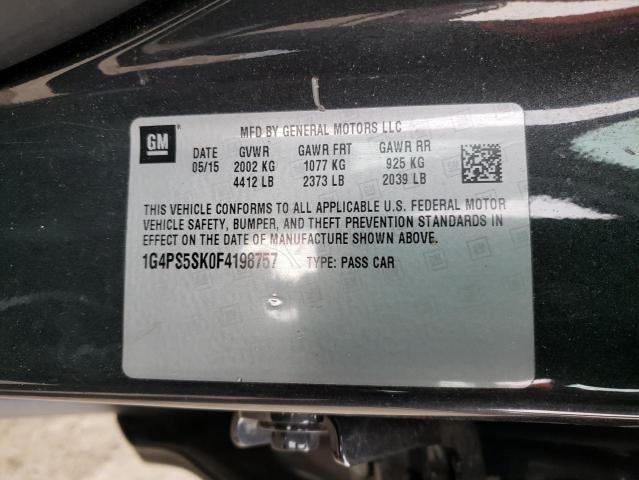 GM
MFD BY GENERAL MOTORS LLC
DATE GVWR GAWR FRT GAWR RR
05/15 2002 KG 1077 KG 925 KG
4412 LB 2373 LB 2039 LB
THIS VEHICLE CONFORMS TO ALL APPLICABLE U.S. FEDERAL MOTOR
VEHICLE SAFETY, BUMPER, AND THEFT PREVENTION STANDARDS IN
EFFECT ON THE DATE OF MANUFACTURE SHOWN ABOVE.
1G4PS5SK0F4198757 TYPE: PASS CAR